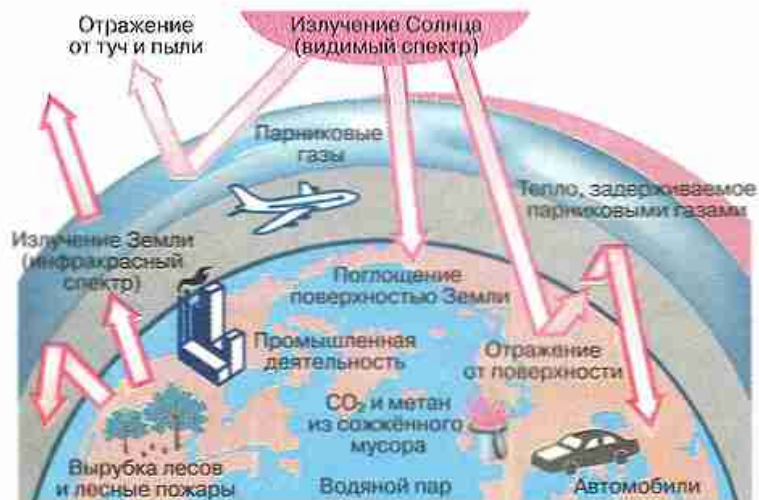 Отражение
от туч и пыли
Излучение Солнца
(видимый спектр)
Парниковые
газы
Тепло, задерживаемое
парниковыми газами
Излучение Земли
(инфракрасный
спектр)
Поглощение
поверхностью Земли
Промышленная
деятельность
Отражение
от поверхности
CO₂ и метан
из сожжённого
мусора
Вырубка лесов
и лесные пожары
Водяной пар
Автомобили